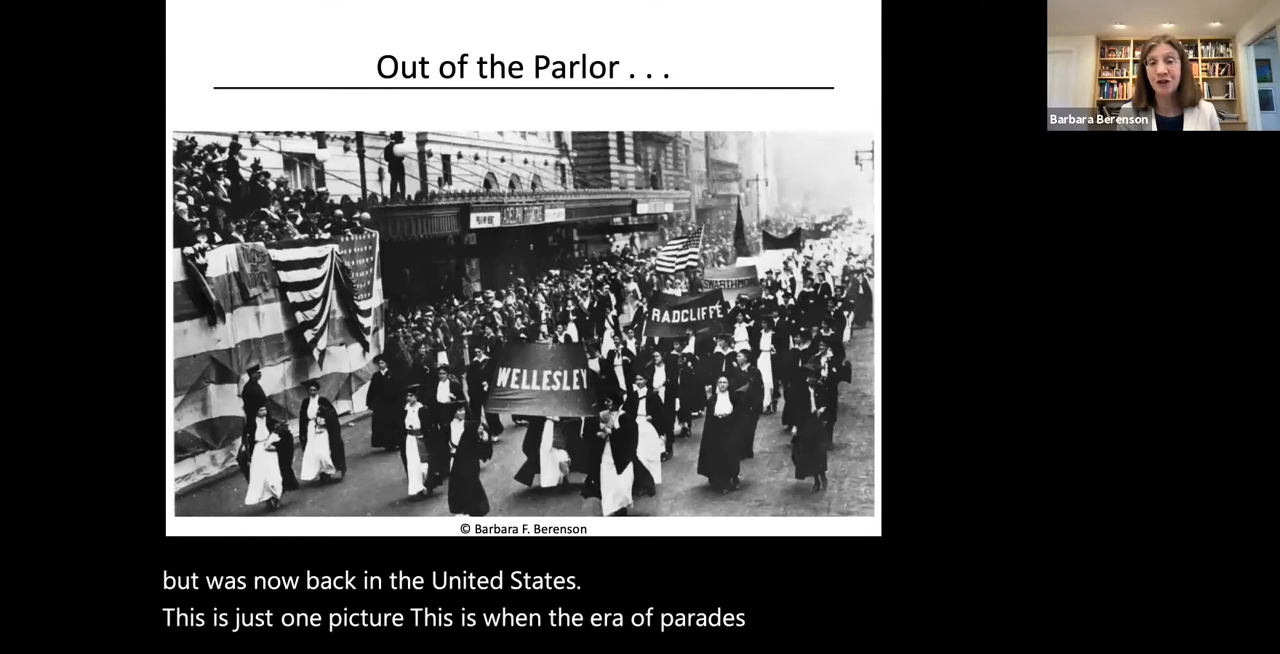 Out of the Parlor . . .
Barbara Berenson
SWARTHMORE
RADCLIFFE
WELLESLEY
© Barbara F. Berenson
but was now back in the United States.
This is just one picture This is when the era of parades